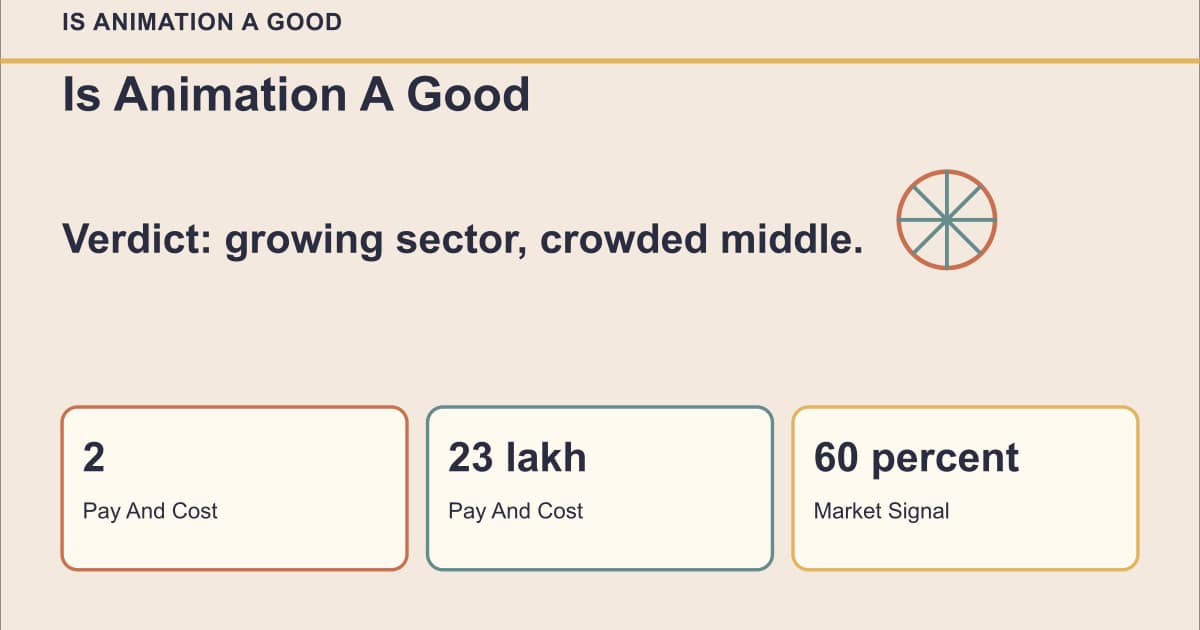 IS ANIMATION A GOOD
Is Animation A Good
Verdict: growing sector, crowded middle.
2
Pay And Cost
23 lakh
Pay And Cost
60 percent
Market Signal